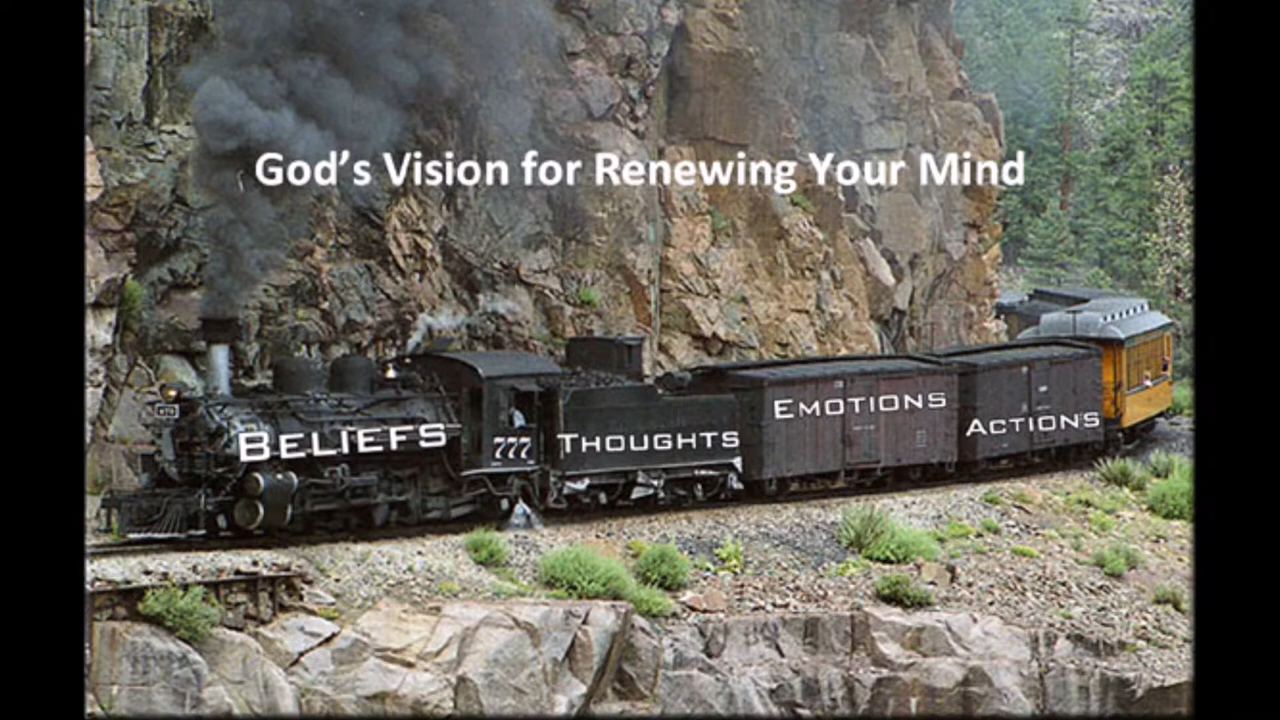 God's Vision for Renewing Your Mind
BELIEFS
777
THOUGHTS
EMOTIONS
ACTIONS